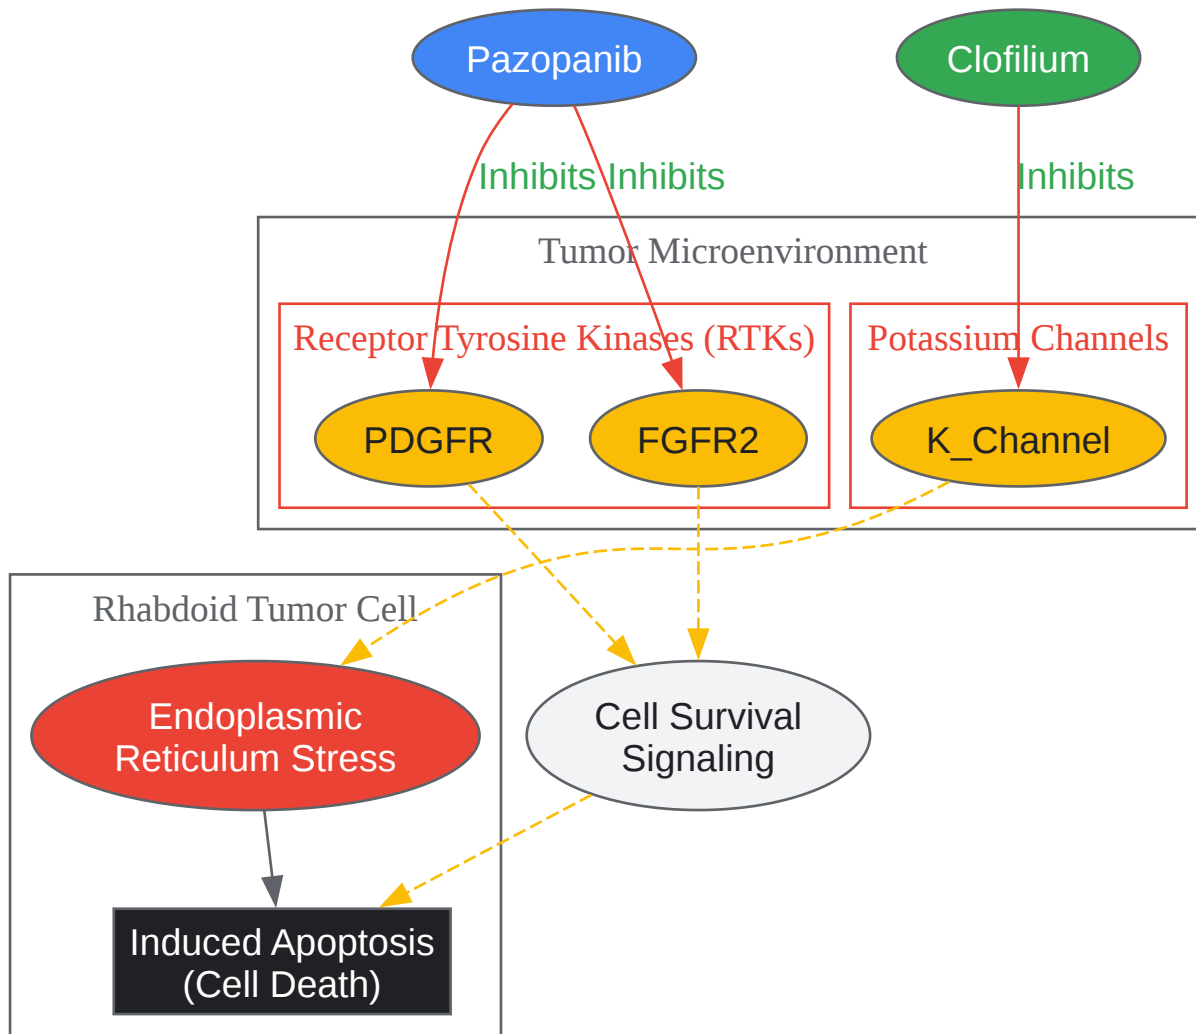 Pazopanib
Clofilium
Inhibits
Inhibits
Inhibits
Tumor Microenvironment
Receptor Tyrosine Kinases (RTKs)
Potassium Channels
PDGFR
FGFR2
K_Channel
Rhabdoid Tumor Cell
Endoplasmic
Reticulum Stress
Cell Survival
Signaling
Induced Apoptosis
(Cell Death)